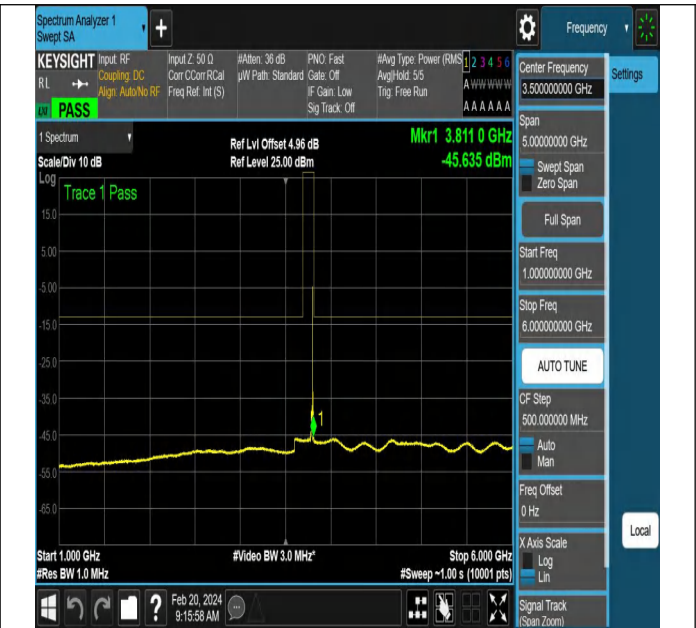 Spectrum Analyzer 1
Swept SA
+
Frequency
KEYSIGHT
RL
PASS
Input: RF
Coupling: DC
Align: Auto/No RF
Input Z: 50 Ω
Corr CCorr RCal
Freq Ref: Int (S)
#Atten: 36 dB
µW Path: Standard
PNO: Fast
Gate: Off
IF Gain: Low
Sig Track: Off
#Avg Type: Power (RMS
Avg|Hold: 5/5
Trig: Free Run
1 2 3 4 5 6
A W W W W W
A A A A A A
Center Frequency
3.500000000 GHz
Settings
1 Spectrum
Scale/Div 10 dB
Ref Lvl Offset 4.96 dB
Ref Level 25.00 dBm
Mkr1 3.811 0 GHz
-45.635 dBm
Span
5.00000000 GHz
Swept Span
Zero Span
Full Span
Start Freq
1.000000000 GHz
Stop Freq
6.000000000 GHz
AUTO TUNE
CF Step
500.000000 MHz
Auto
Man
Freq Offset
0 Hz
X Axis Scale
Log
Lin
Signal Track
(Span Zoom)
Local
Log
Trace 1 Pass
15.0
5.00
-5.00
-15.0
-25.0
-35.0
-45.0
-55.0
-65.0
1
Start 1.000 GHz
#Res BW 1.0 MHz
#Video BW 3.0 MHz*
Stop 6.000 GHz
#Sweep ~1.00 s (10001 pts)
?
Feb 20, 2024
9:15:58 AM